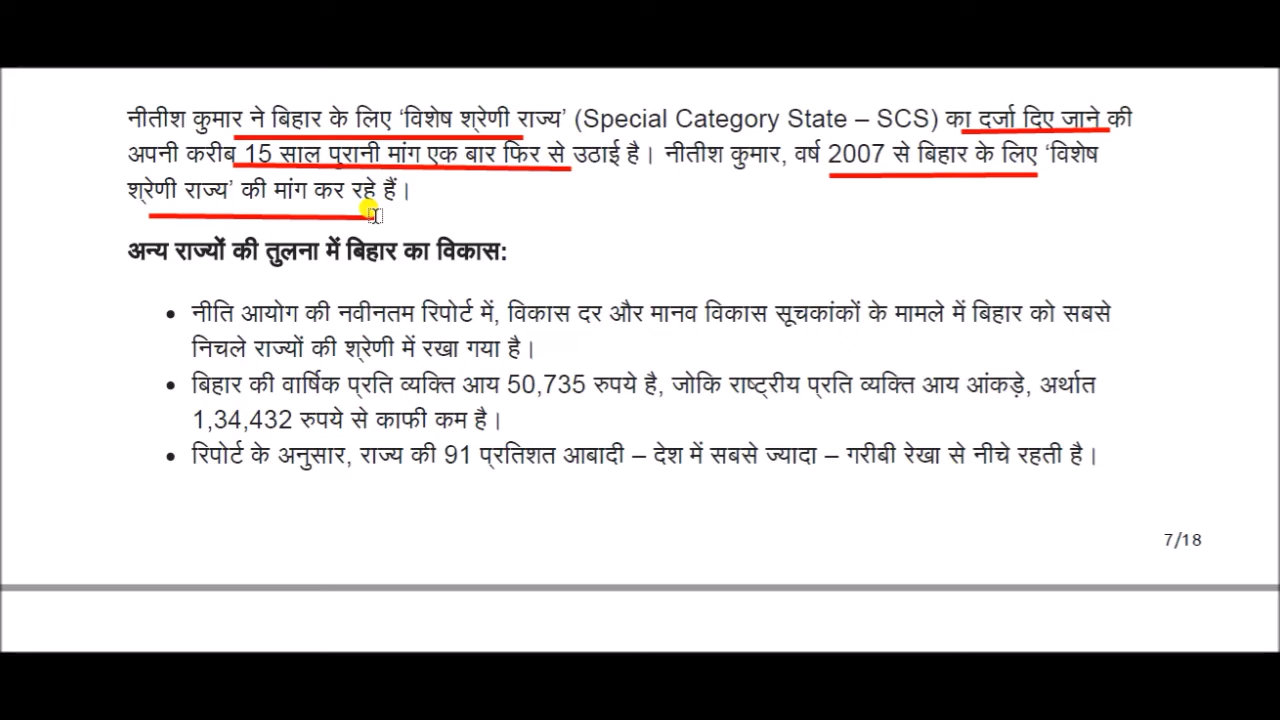 नीतीश कुमार ने बिहार के लिए ‘विशेष श्रेणी राज्य’ (Special Category State – SCS) का दर्जा दिए जाने की
अपनी करीब 15 साल पुरानी मांग एक बार फिर से उठाई है। नीतीश कुमार, वर्ष 2007 से बिहार के लिए ‘विशेष
श्रेणी राज्य’ की मांग कर रहे हैं।
अन्य राज्यों की तुलना में बिहार का विकास:
• नीति आयोग की नवीनतम रिपोर्ट में, विकास दर और मानव विकास सूचकांकों के मामले में बिहार को सबसे
निचले राज्यों की श्रेणी में रखा गया है।
• बिहार की वार्षिक प्रति व्यक्ति आय 50,735 रुपये है, जोकि राष्ट्रीय प्रति व्यक्ति आय आंकड़े, अर्थात
1,34,432 रुपये से काफी कम है।
• रिपोर्ट के अनुसार, राज्य की 91 प्रतिशत आबादी – देश में सबसे ज्यादा – गरीबी रेखा से नीचे रहती है।
7/18